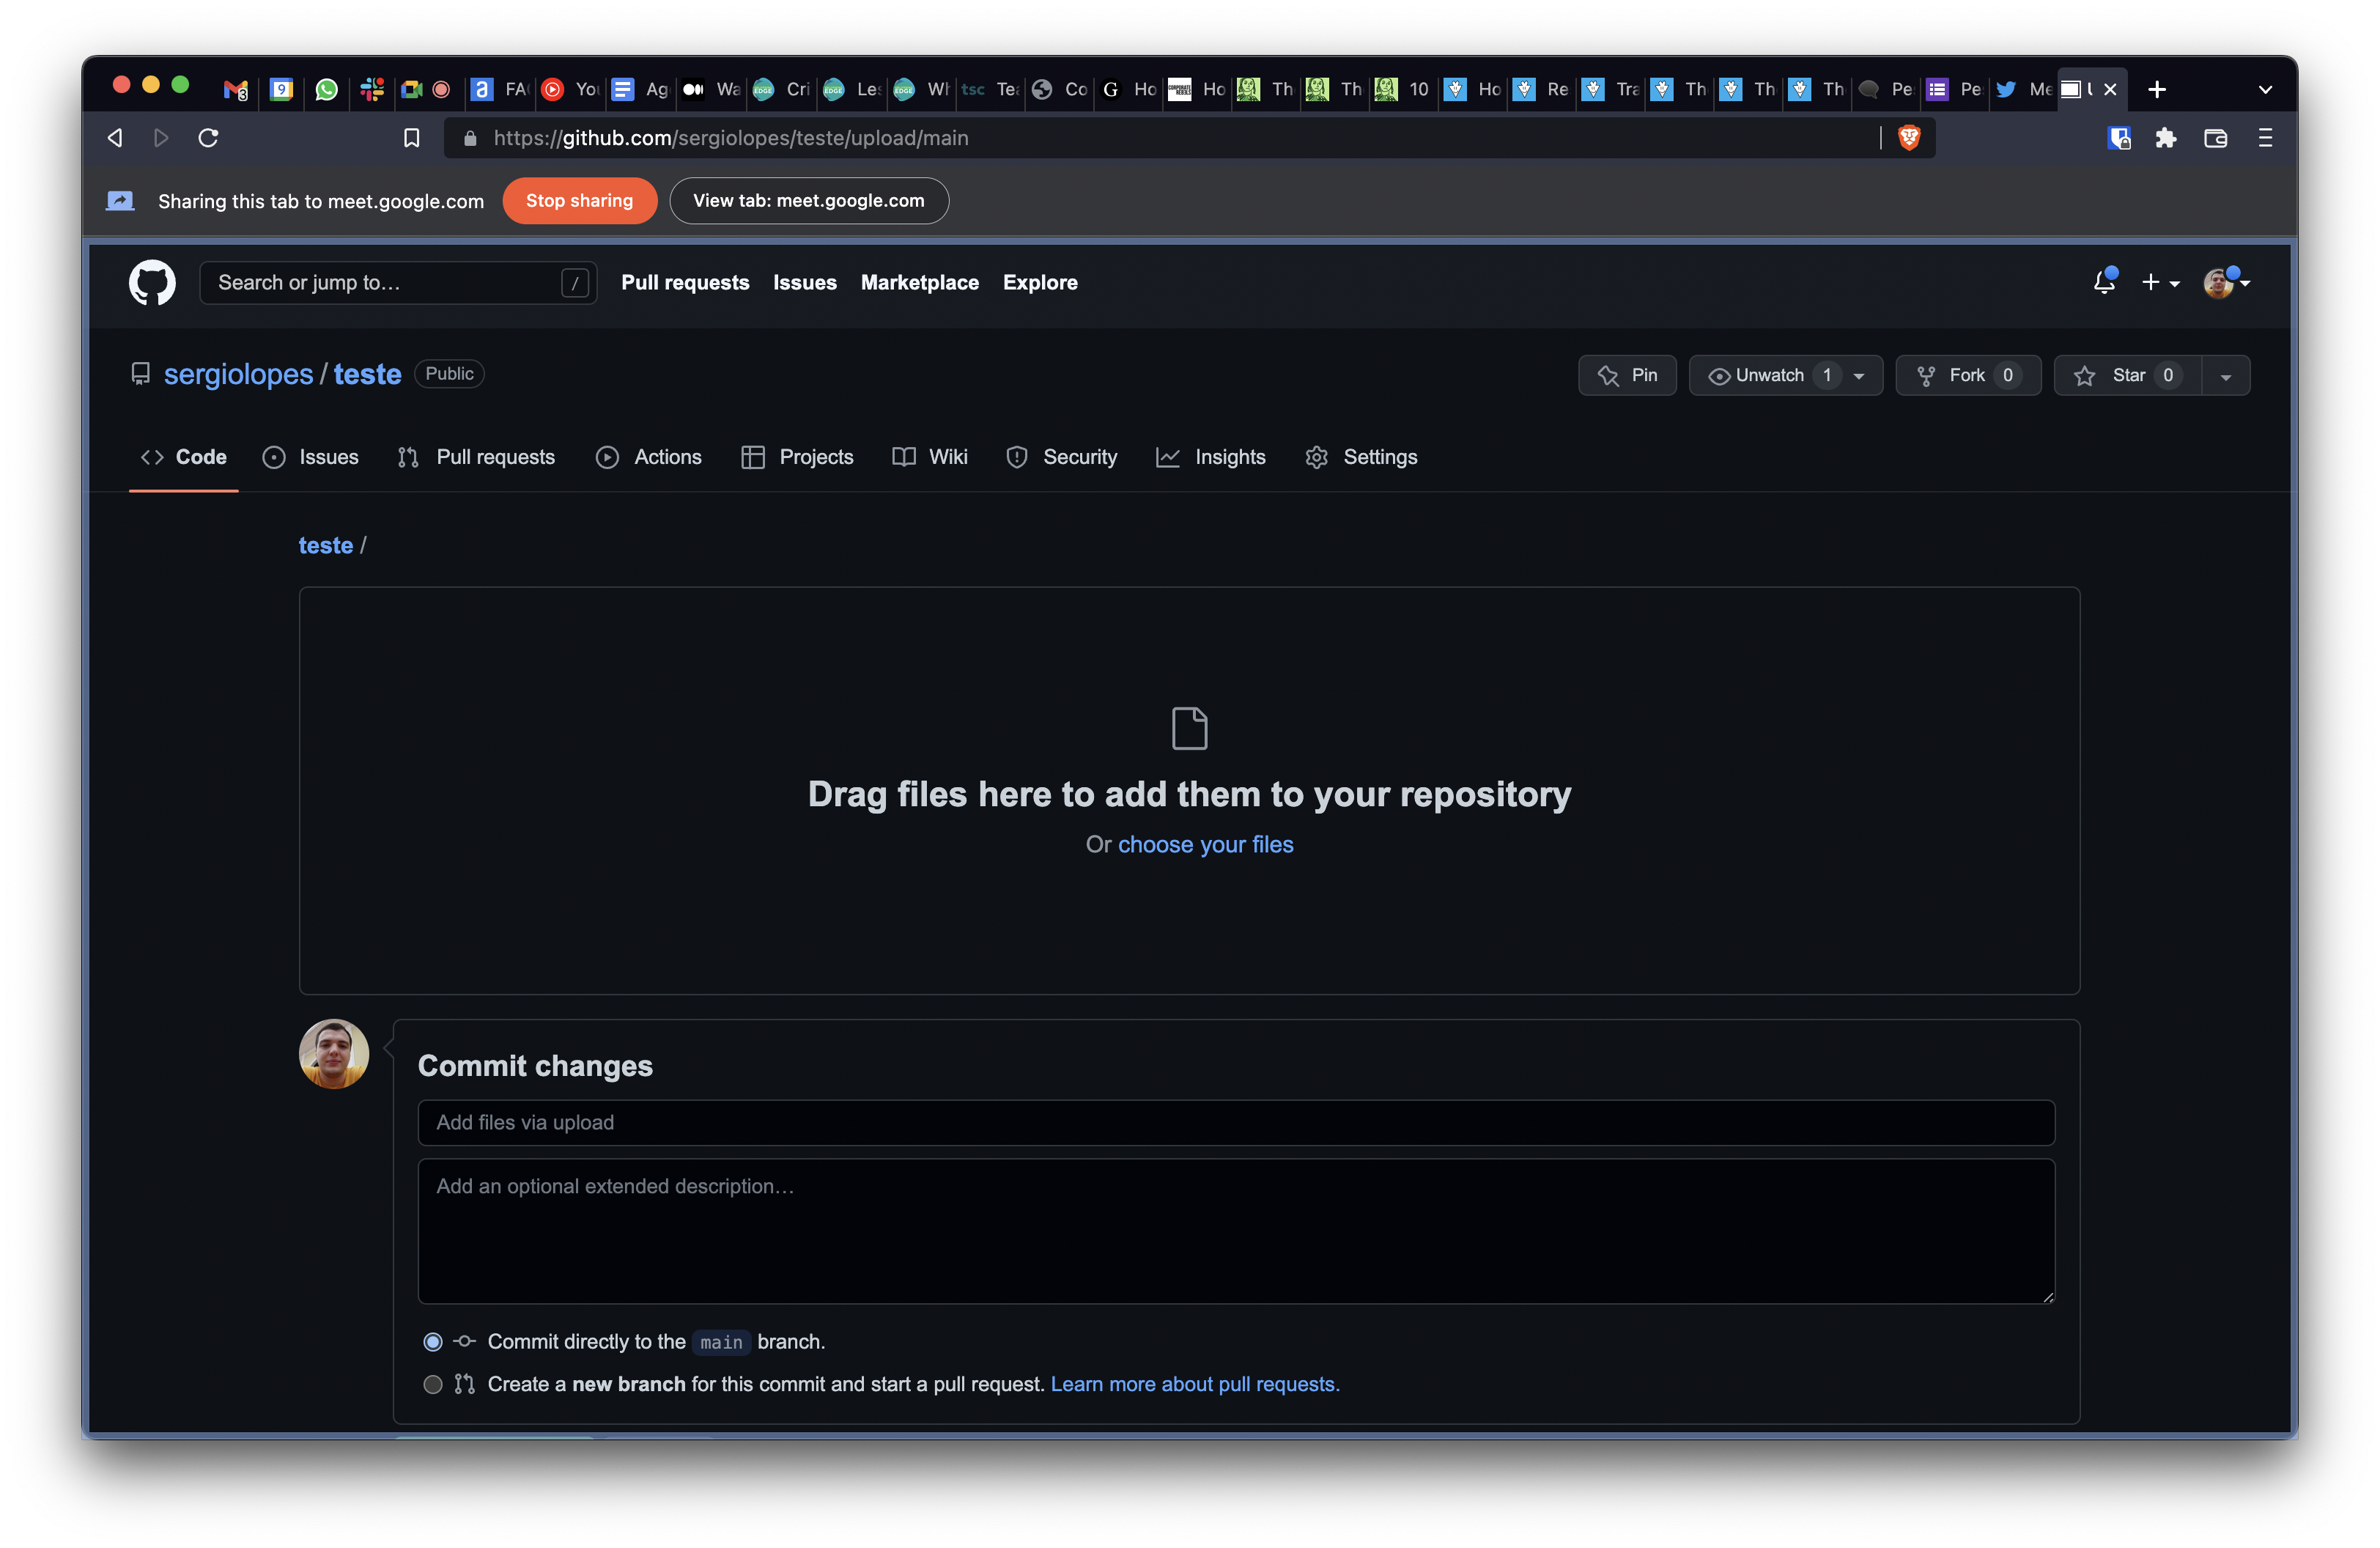 3 9 a FA You Ag Wa Cri Les Wh tsc Tea Co G Ho Ho Th Th 10 Ho Re Tra Th Th Th Pe Pe Me
https://github.com/sergiolopes/teste/upload/main
Sharing this tab to meet.google.com Stop sharing View tab: meet.google.com
Search or jump to… / Pull requests Issues Marketplace Explore
sergiolopes / teste Public Pin Unwatch 1 Fork 0 Star 0
Code Issues Pull requests Actions Projects Wiki Security Insights Settings
teste /
Drag files here to add them to your repository
Or choose your files
Commit changes
Add files via upload
Add an optional extended description…
Commit directly to the main branch.
Create a new branch for this commit and start a pull request. Learn more about pull requests.